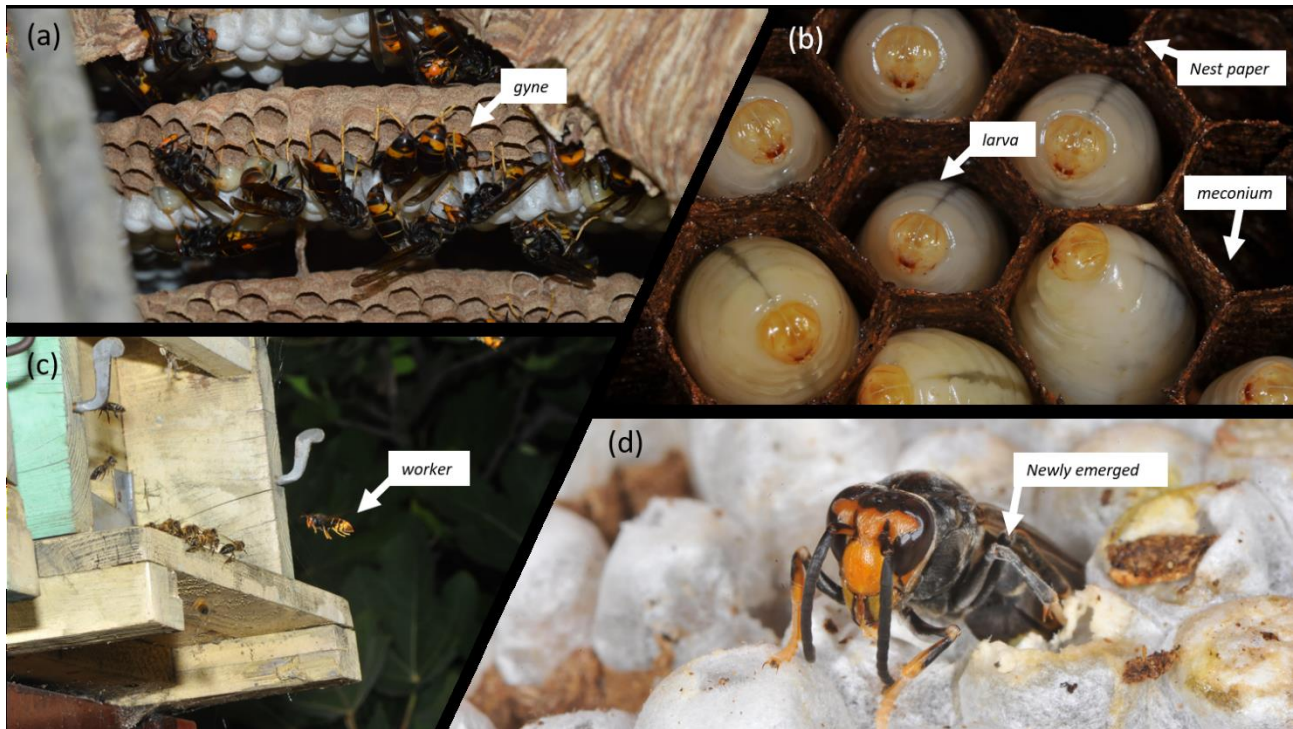 (a)
gyne
(b)
Nest paper
larva
meconium
(c)
worker
(d)
Newly emerged